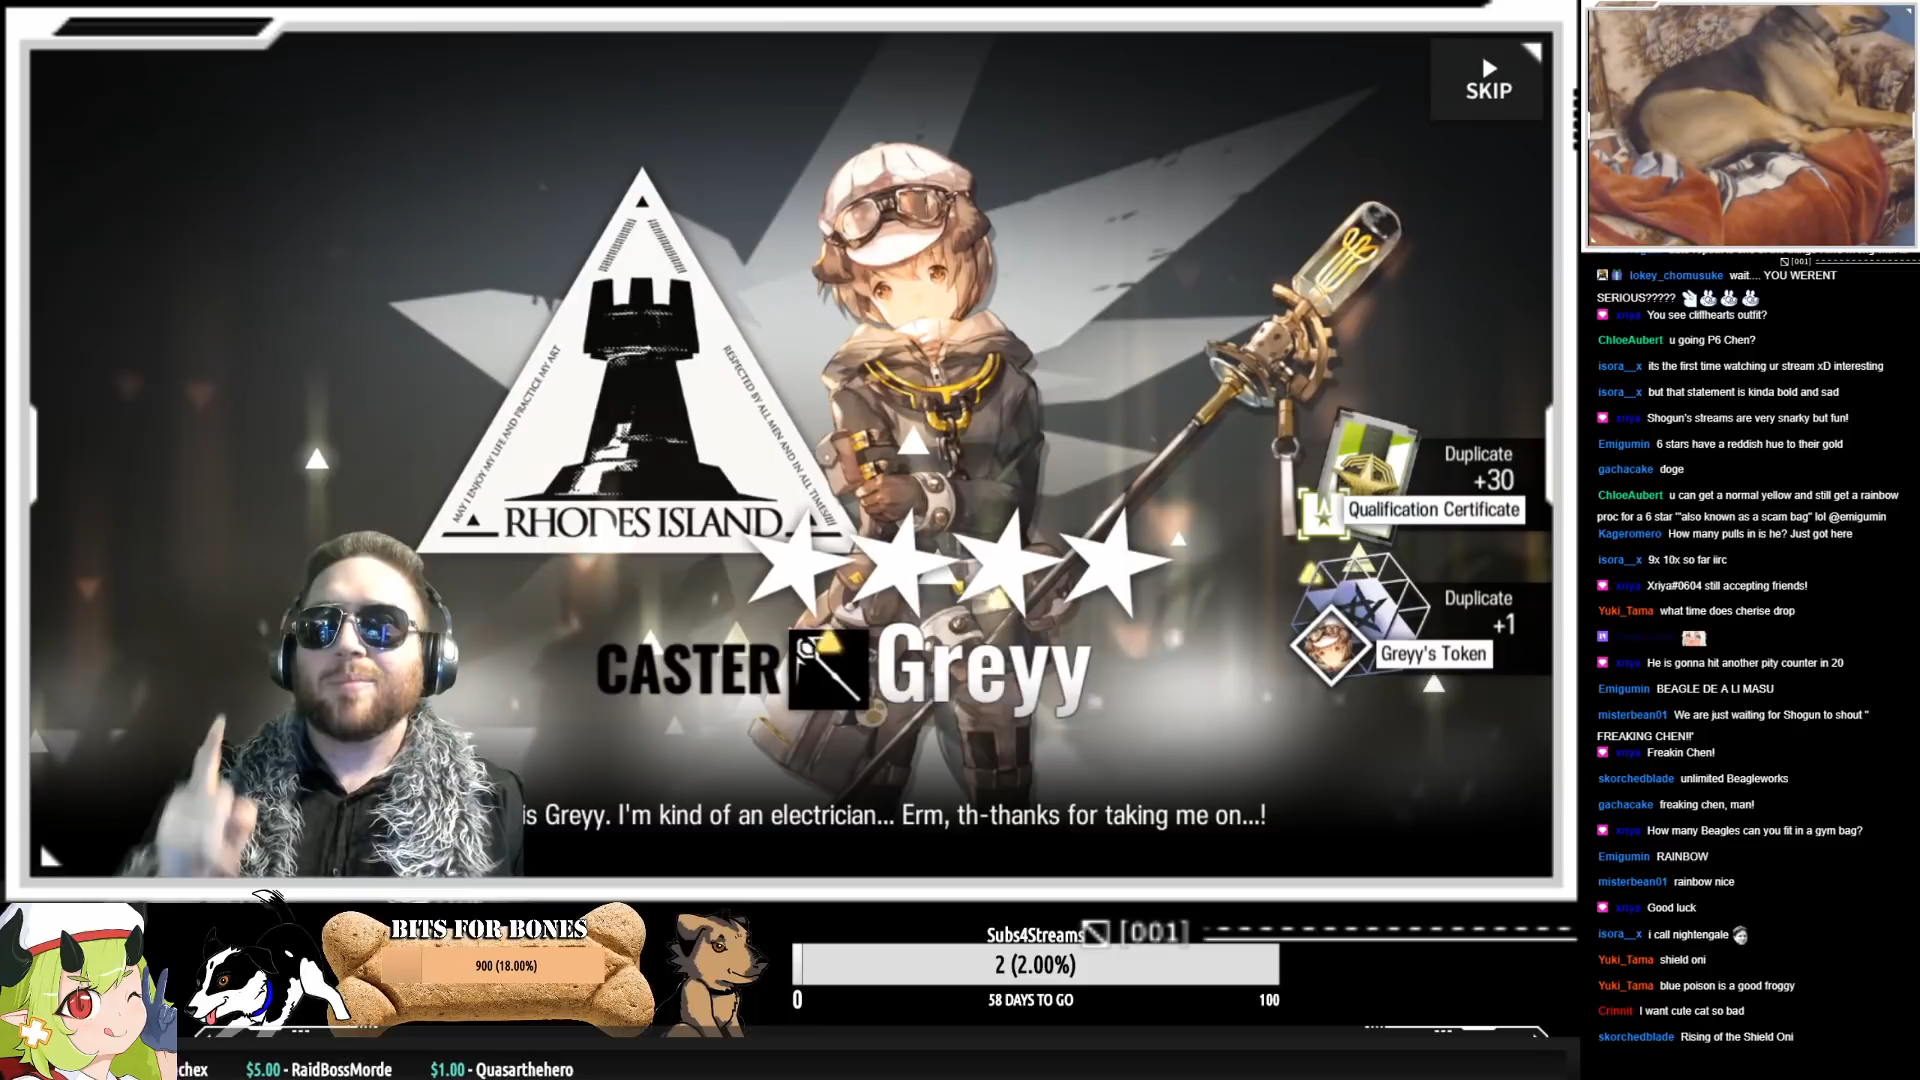 SKIP
MAY I ENJOY MY LIFE AND PRACTICE MY ART
RESPECTED BY ALL MEN AND IN ALL TIMES!!!!
RHODES ISLAND
Duplicate
+30
Qualification Certificate
Duplicate
+1
Greyy's Token
CASTER Greyy
is Greyy. I'm kind of an electrician... Erm, th-thanks for taking me on...!
BITS FOR BONES
900 (18.00%)
Subs4Streams
[001]
2 (2.00%)
0 58 DAYS TO GO 100
chex $5.00 - RaidBossMorde $1.00 - Quasarthehero
[001]
lokey_chomusuke wait.... YOU WERENT
SERIOUS?????
xriya You see cliffhearts outfit?
ChloeAubert u going P6 Chen?
isora__x its the first time watching ur stream xD interesting
isora__x but that statement is kinda bold and sad
xriya Shogun's streams are very snarky but fun!
Emigumin 6 stars have a reddish hue to their gold
gachacake doge
ChloeAubert u can get a normal yellow and still get a rainbow
proc for a 6 star "'also known as a scam bag" lol @emigumin
Kageromero How many pulls in is he? Just got here
isora__x 9x 10x so far iirc
xriya Xriya#0604 still accepting friends!
Yuki_Tama what time does cherise drop
xriya He is gonna hit another pity counter in 20
Emigumin BEAGLE DE A LI MASU
misterbean01 We are just waiting for Shogun to shout "
FREAKING CHEN!!'
xriya Freakin Chen!
skorchedblade unlimited Beagleworks
gachacake freaking chen, man!
xriya How many Beagles can you fit in a gym bag?
Emigumin RAINBOW
misterbean01 rainbow nice
xriya Good luck
isora__x i call nightengale
Yuki_Tama shield oni
Yuki_Tama blue poison is a good froggy
Crinnit I want cute cat so bad
skorchedblade Rising of the Shield Oni